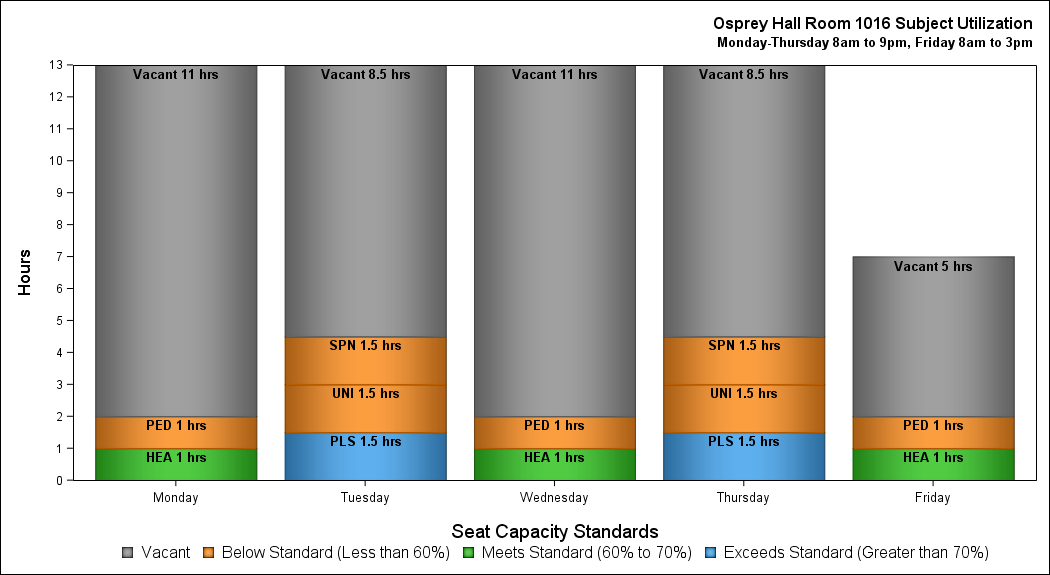 Osprey Hall Room 1016 Subject Utilization
Monday-Thursday 8am to 9pm, Friday 8am to 3pm
Hours
13
12
11
10
9
8
7
6
5
4
3
2
1
0
Vacant 11 hrs
PED 1 hrs
HEA 1 hrs
Vacant 8.5 hrs
SPN 1.5 hrs
UNI 1.5 hrs
PLS 1.5 hrs
Vacant 11 hrs
PED 1 hrs
HEA 1 hrs
Vacant 8.5 hrs
SPN 1.5 hrs
UNI 1.5 hrs
PLS 1.5 hrs
Vacant 5 hrs
PED 1 hrs
HEA 1 hrs
Monday Tuesday Wednesday Thursday Friday
Seat Capacity Standards
Vacant Below Standard (Less than 60%) Meets Standard (60% to 70%) Exceeds Standard (Greater than 70%)